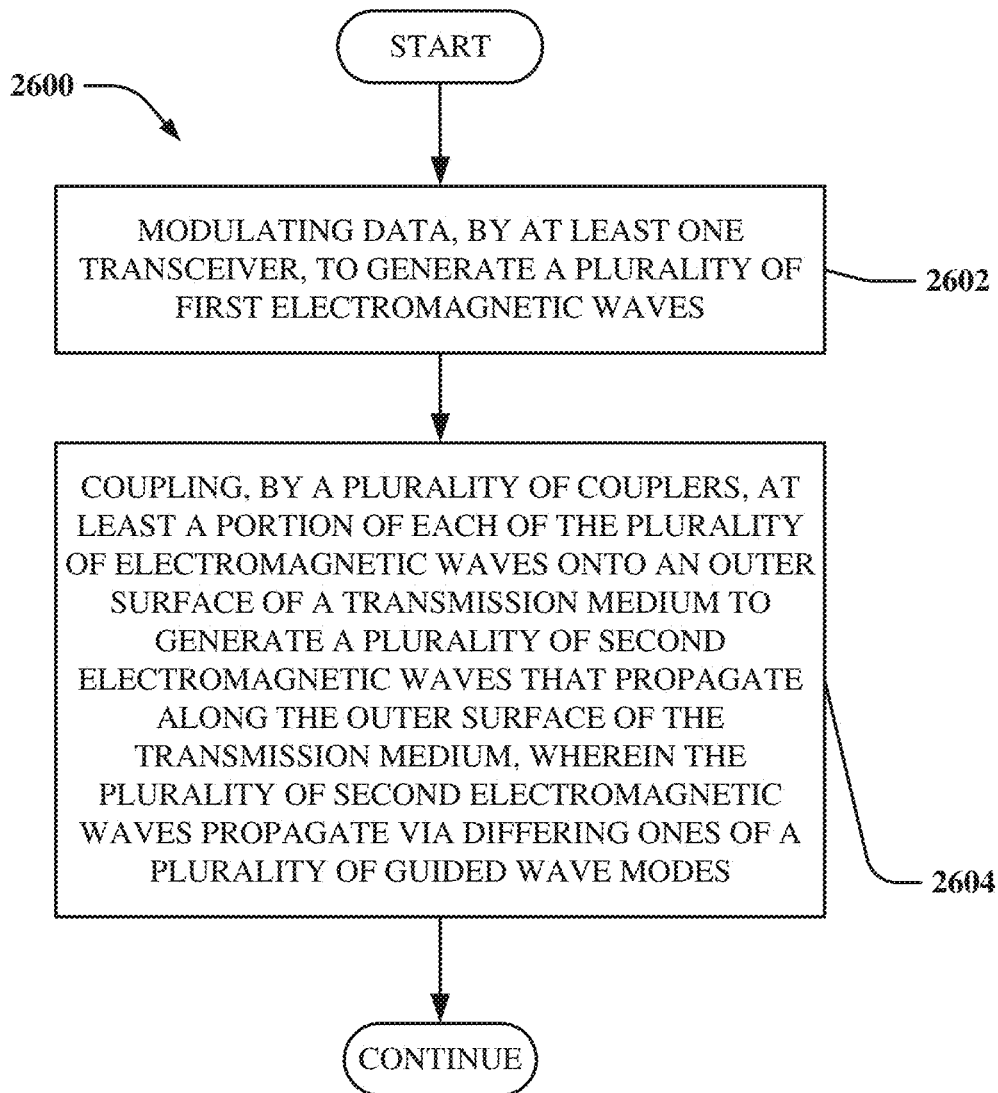 START
2600
MODULATING DATA, BY AT LEAST ONE
TRANSCEIVER, TO GENERATE A PLURALITY OF
FIRST ELECTROMAGNETIC WAVES
2602
COUPLING, BY A PLURALITY OF COUPLERS, AT
LEAST A PORTION OF EACH OF THE PLURALITY
OF ELECTROMAGNETIC WAVES ONTO AN OUTER
SURFACE OF A TRANSMISSION MEDIUM TO
GENERATE A PLURALITY OF SECOND
ELECTROMAGNETIC WAVES THAT PROPAGATE
ALONG THE OUTER SURFACE OF THE
TRANSMISSION MEDIUM, WHEREIN THE
PLURALITY OF SECOND ELECTROMAGNETIC
WAVES PROPAGATE VIA DIFFERING ONES OF A
PLURALITY OF GUIDED WAVE MODES
2604
CONTINUE